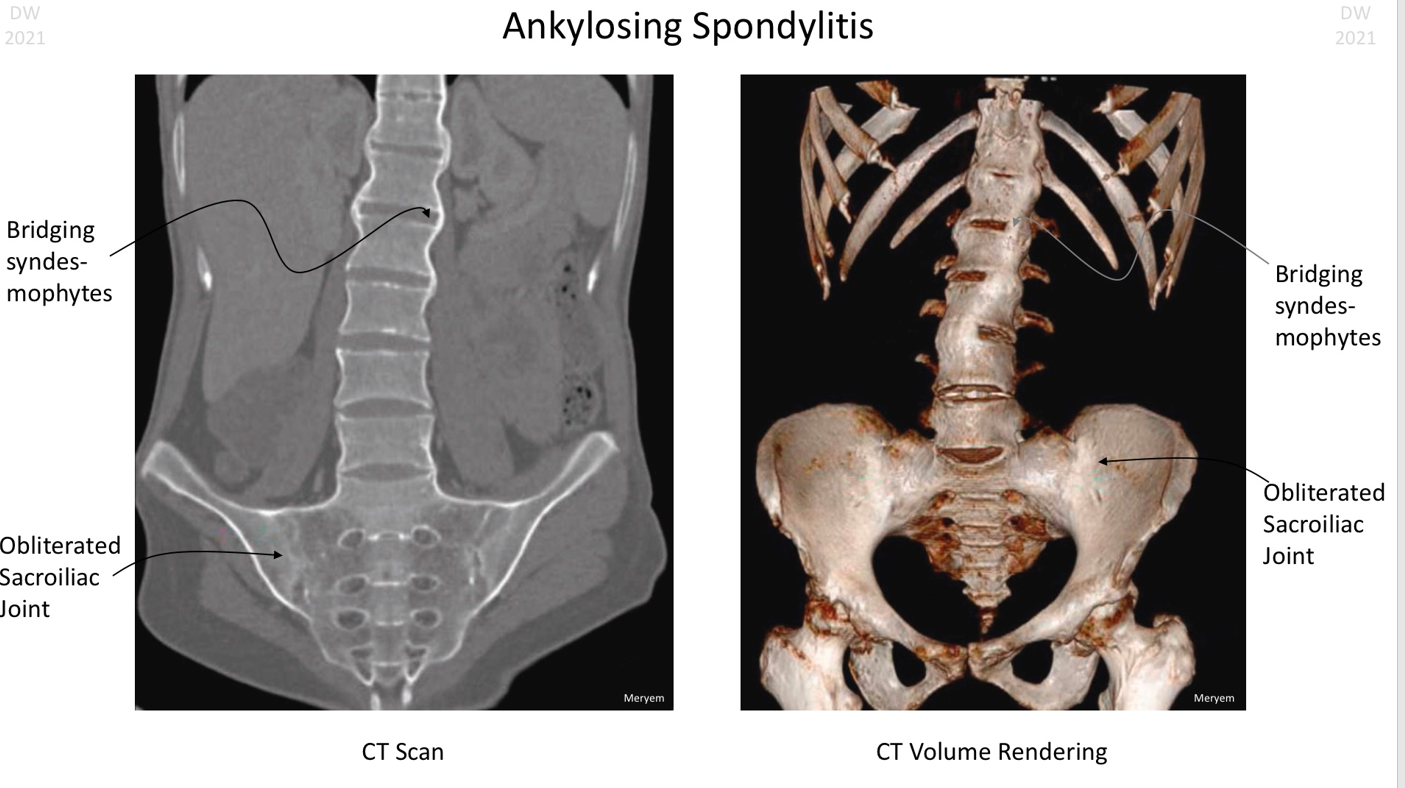 DW
2021
Ankylosing Spondylitis
DW
2021
Bridging
syndes-
mophytes
Obliterated
Sacroiliac
Joint
Meryem
CT Scan
Bridging
syndes-
mophytes
Obliterated
Sacroiliac
Joint
Meryem
CT Volume Rendering